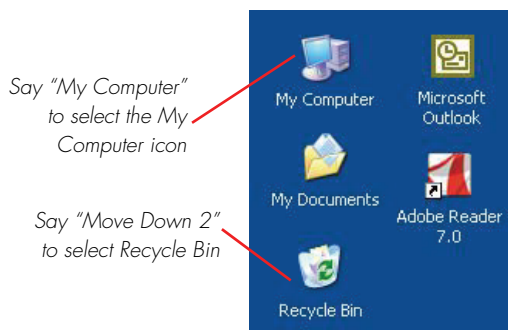 Say “My Computer”
to select the My
Computer icon
Say “Move Down 2”
to select Recycle Bin
My Computer
Microsoft
Outlook
My Documents
Adobe Reader
7.0
Recycle Bin